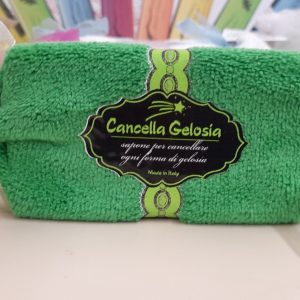 Cancella Gelosia
sapone per cancellare
ogni forma di gelosia
Made in Italy